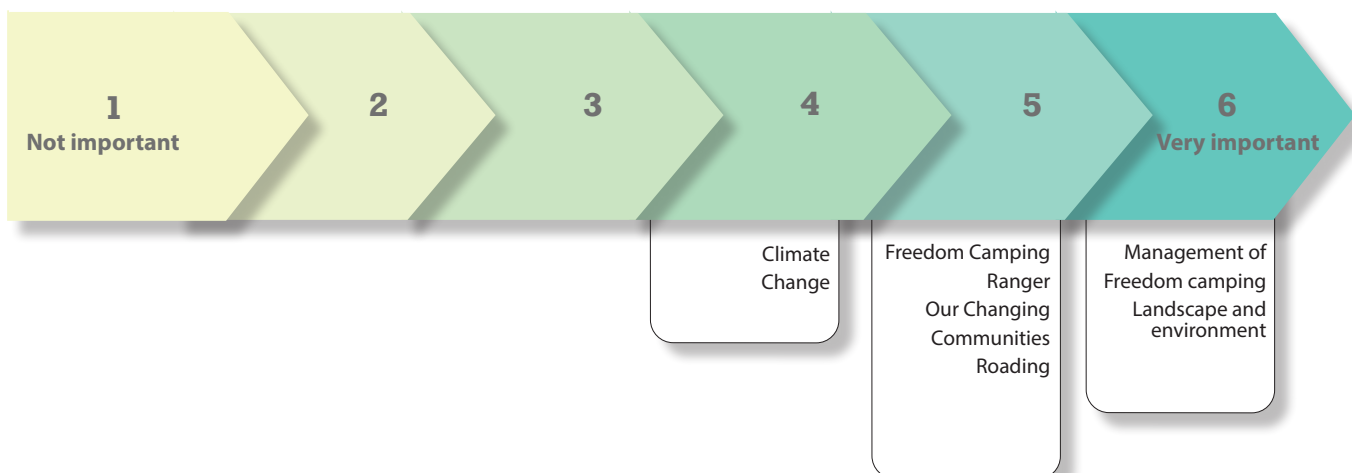 1
Not important
2
3
4
5
6
Very important
Climate
Change
Freedom Camping
Ranger
Our Changing
Communities
Roading
Management of
Freedom camping
Landscape and
environment